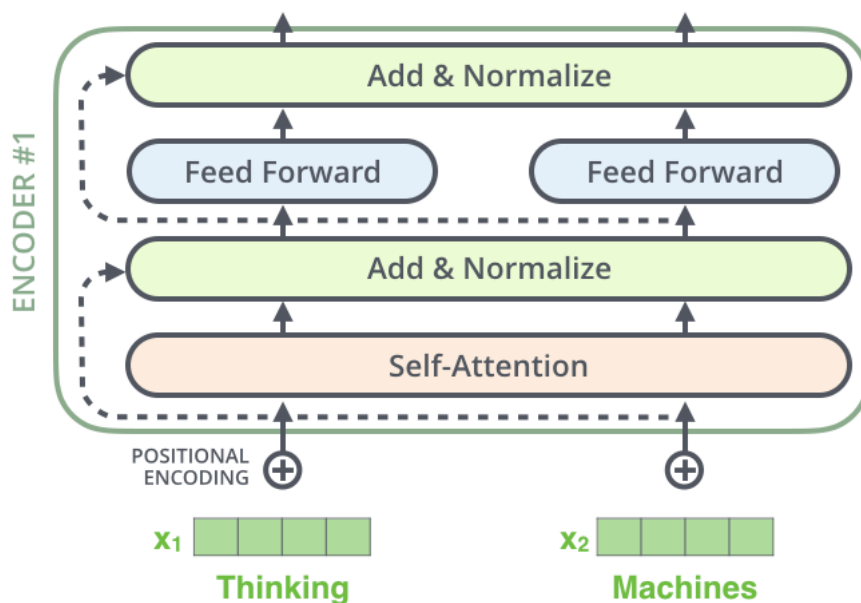 ENCODER #1
Add & Normalize
Feed Forward
Feed Forward
Add & Normalize
Self-Attention
POSITIONAL
ENCODING
x₁
x₂
Thinking
Machines